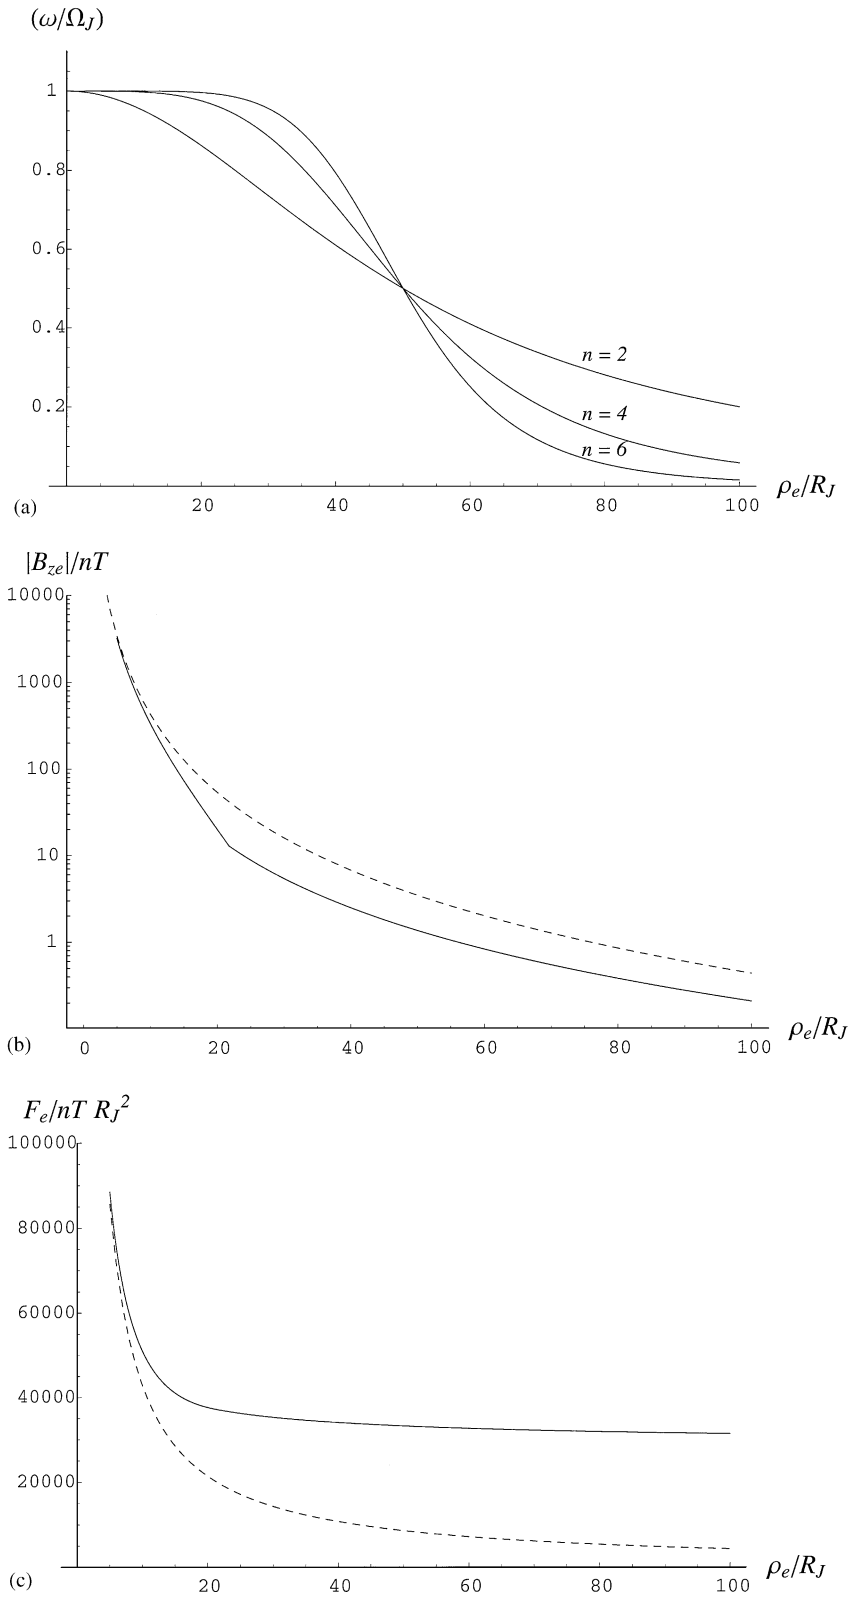 (ω/Ω_J)
1
0.8
0.6
0.4
0.2
n = 2
n = 4
n = 6
20 40 60 80 100
ρ_e/R_J
(a)
|B_ze|/nT
10000
1000
100
10
1
0 20 40 60 80 100
ρ_e/R_J
(b)
F_e/nT R_J^2
100000
80000
60000
40000
20000
20 40 60 80 100
ρ_e/R_J
(c)